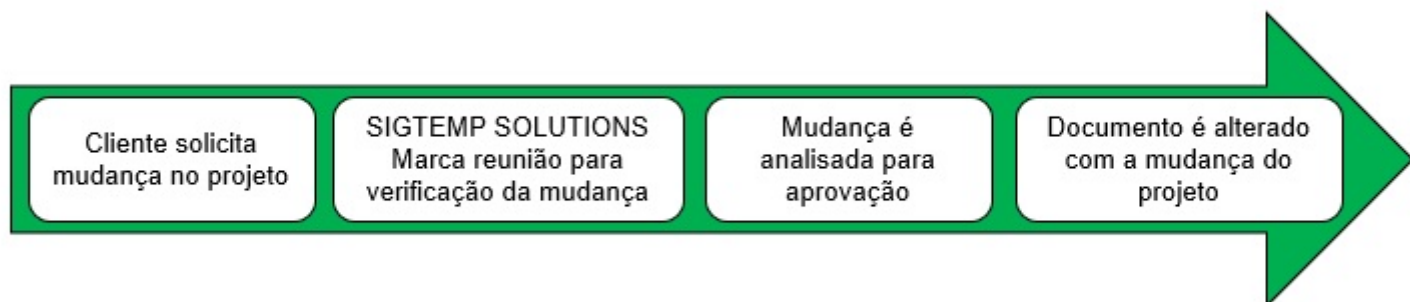 Cliente solicita
mudança no projeto
SIGTEMP SOLUTIONS
Marca reunião para
verificação da mudança
Mudança é
analisada para
aprovação
Documento é alterado
com a mudança do
projeto